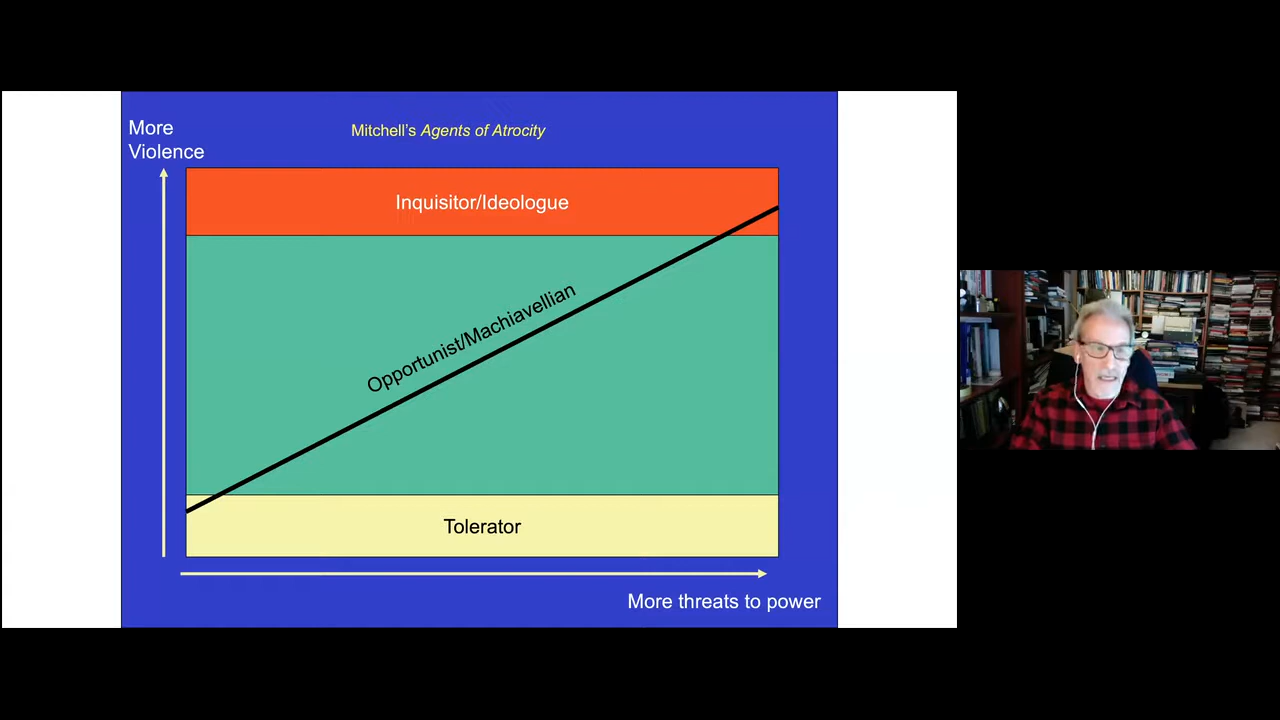 More
Violence
Mitchell's Agents of Atrocity
Inquisitor/Ideologue
Opportunist/Machiavellian
Tolerator
More threats to power